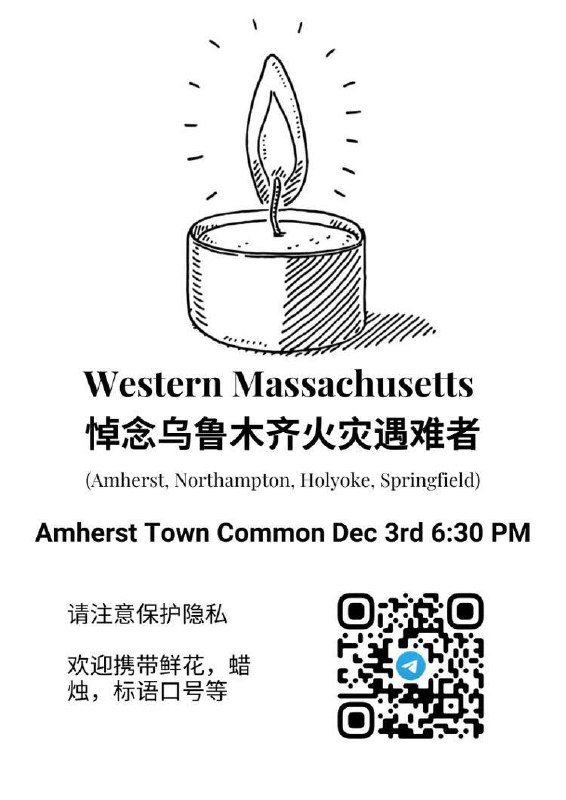 Western Massachusetts
悼念乌鲁木齐火灾遇难者
(Amherst, Northampton, Holyoke, Springfield)
Amherst Town Common Dec 3rd 6:30 PM
请注意保护隐私
欢迎携带鲜花，蜡
烛，标语口号等